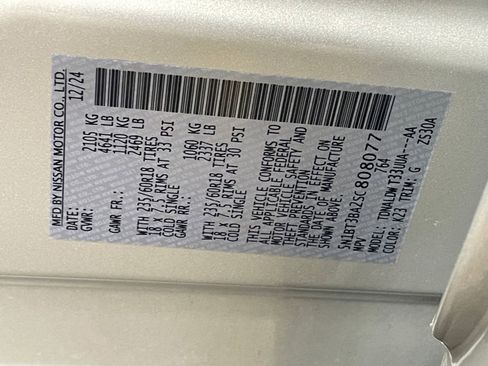 MFD BY NISSAN MOTOR CO., LTD.
DATE: 12/24
GVWR: 2105 KG
4641 LB
GAWR FR.: 1120 KG
2469 LB
WITH 235/60R18 TIRES
18 X 7.5 RIMS AT 33 PSI
COLD SINGLE
GAWR RR.: 1060 KG
2337 LB
WITH 235/60R18 TIRES
18 X 7.5 RIMS AT 30 PSI
COLD SINGLE
THIS VEHICLE CONFORMS TO
ALL APPLICABLE FEDERAL
MOTOR VEHICLE SAFETY AND
THEFT PREVENTION
STANDARDS IN EFFECT ON
THE DATE OF MANUFACTURE
SHOWN ABOVE.
5N1BT3BA2SC808077
MPV 764
MODEL:
COLOR: K23 TRIM: G ZS30A